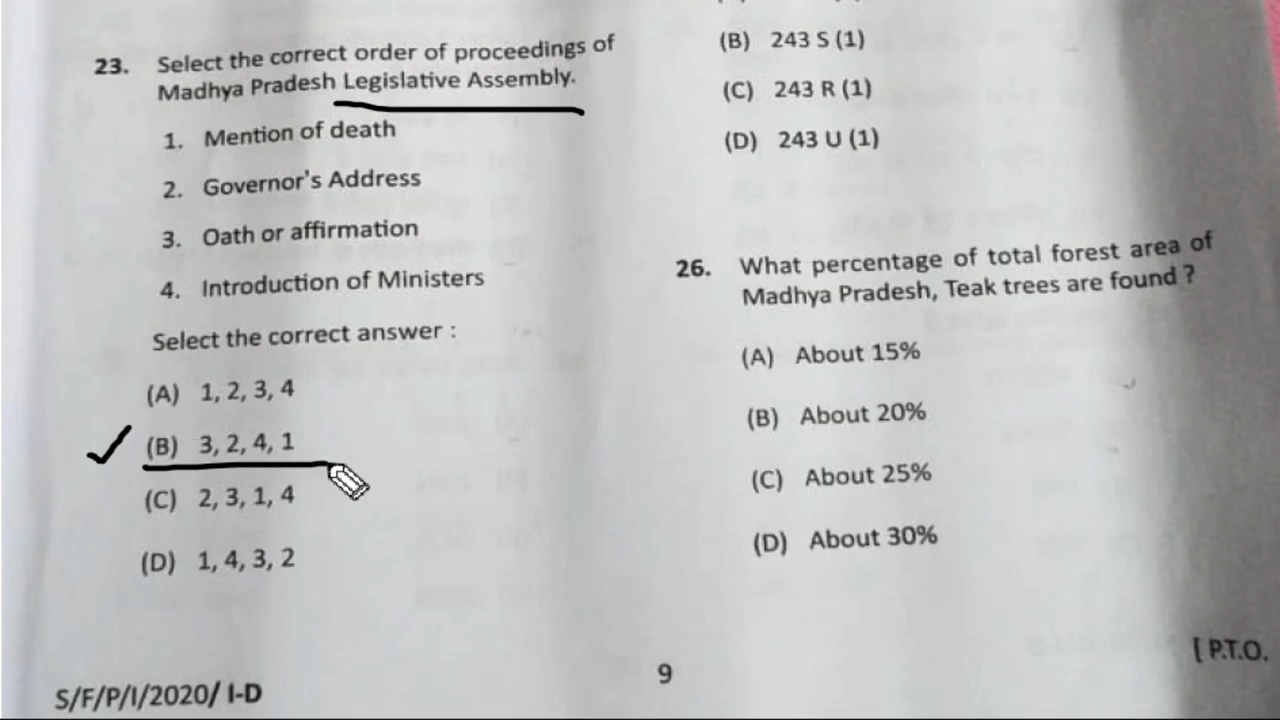 23. Select the correct order of proceedings of
Madhya Pradesh Legislative Assembly.
1. Mention of death
2. Governor's Address
3. Oath or affirmation
4. Introduction of Ministers
Select the correct answer :
(A) 1, 2, 3, 4
(B) 3, 2, 4, 1
(C) 2, 3, 1, 4
(D) 1, 4, 3, 2
(B) 243 S (1)
(C) 243 R (1)
(D) 243 U (1)
26. What percentage of total forest area of
Madhya Pradesh, Teak trees are found ?
(A) About 15%
(B) About 20%
(C) About 25%
(D) About 30%
S/F/P/I/2020/ I-D
9
[ P.T.O.